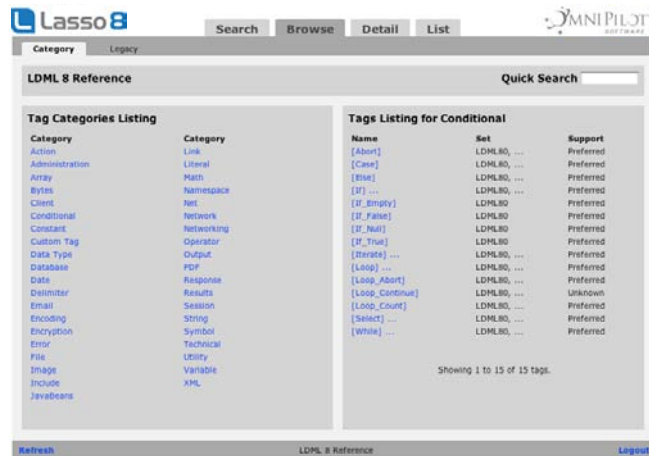 Lasso 8
OMNIPILOT
SOFTWARE
Search Browse Detail List
Category Legacy
LDML 8 Reference Quick Search
Tag Categories Listing
Category Category
Action Link
Administration Literal
Array Math
Bytes Namespace
Client Net
Conditional Network
Constant Networking
Custom Tag Operator
Data Type Output
Database PDF
Date Response
Delimiter Results
Email Session
Encoding String
Encryption Symbol
Error Technical
File Utility
Image Variable
Include XML
JavaBeans
Tags Listing for Conditional
Name Set Support
[Abort] LDML80, ... Preferred
[Case] LDML80, ... Preferred
[Else] LDML80, ... Preferred
[If] ... LDML80, ... Preferred
[If_Empty] LDML80 Preferred
[If_False] LDML80 Preferred
[If_Null] LDML80 Preferred
[If_True] LDML80 Preferred
[Iterate] ... LDML80, ... Preferred
[Loop] ... LDML80, ... Preferred
[Loop_Abort] LDML80, ... Preferred
[Loop_Continue] LDML80, ... Unknown
[Loop_Count] LDML80, ... Preferred
[Select] ... LDML80, ... Preferred
[While] ... LDML80, ... Preferred
Showing 1 to 15 of 15 tags.
Refresh LDML 8 Reference Logout